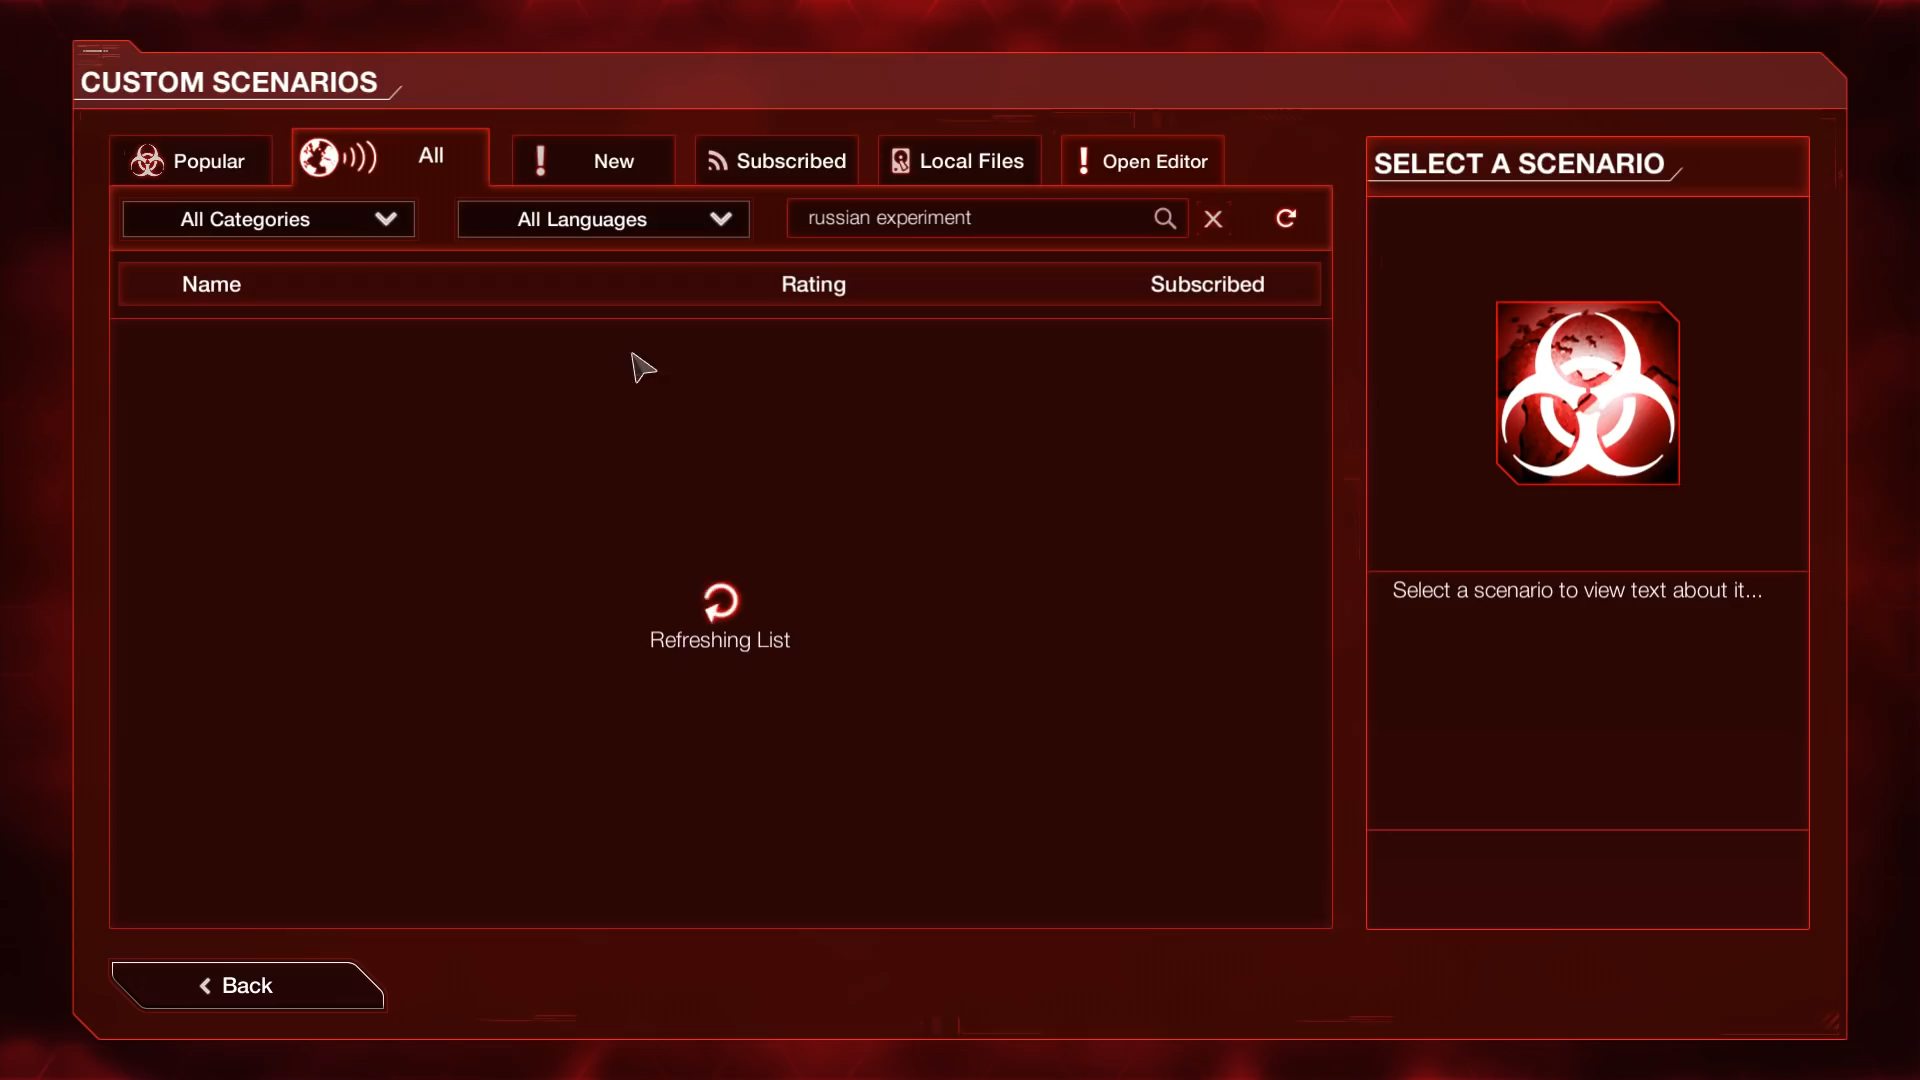 CUSTOM SCENARIOS
Popular
All
New
Subscribed
Local Files
Open Editor
All Categories
All Languages
russian experiment
Name
Rating
Subscribed
Refreshing List
SELECT A SCENARIO
Select a scenario to view text about it...
Back